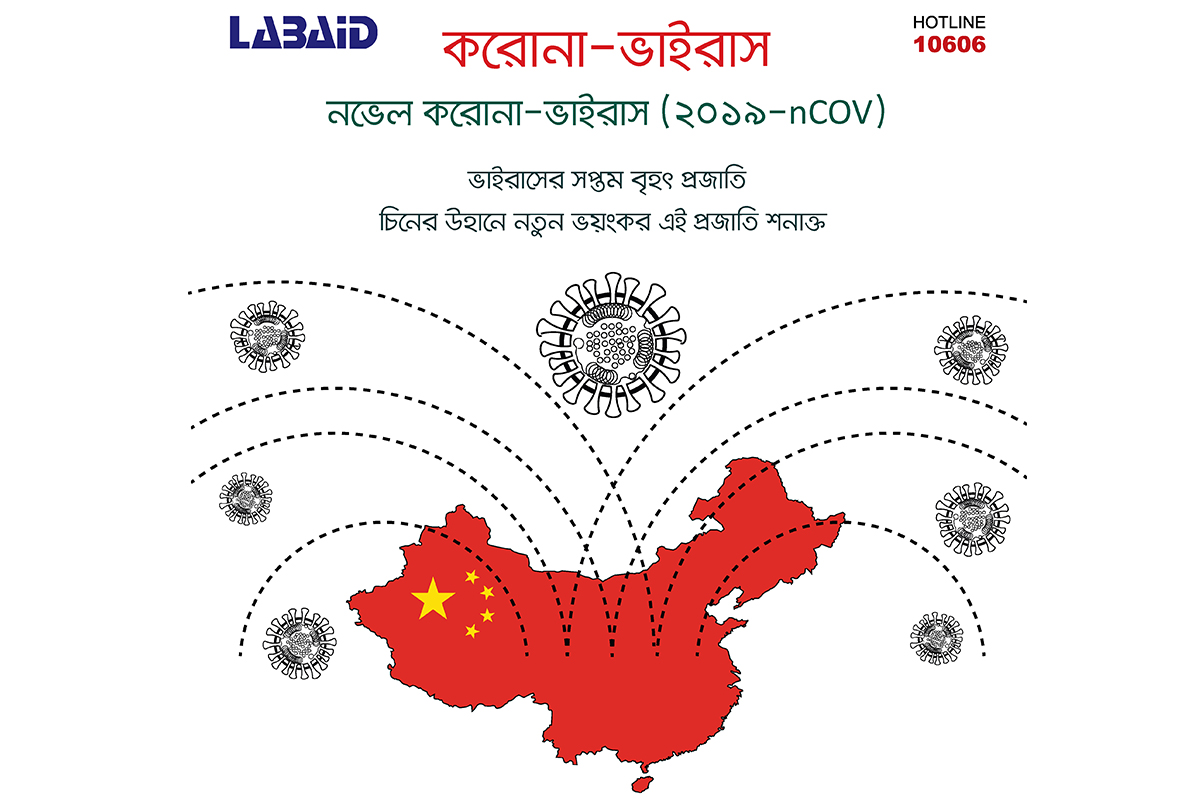 LABAiD
করোনা-ভাইরাস
HOTLINE
10606
নভেল করোনা-ভাইরাস (২০১৯-nCOV)
ভাইরাসের সপ্তম বৃহৎ প্রজাতি
চিনের উহানে নতুন ভয়ংকর এই প্রজাতি শনাক্ত